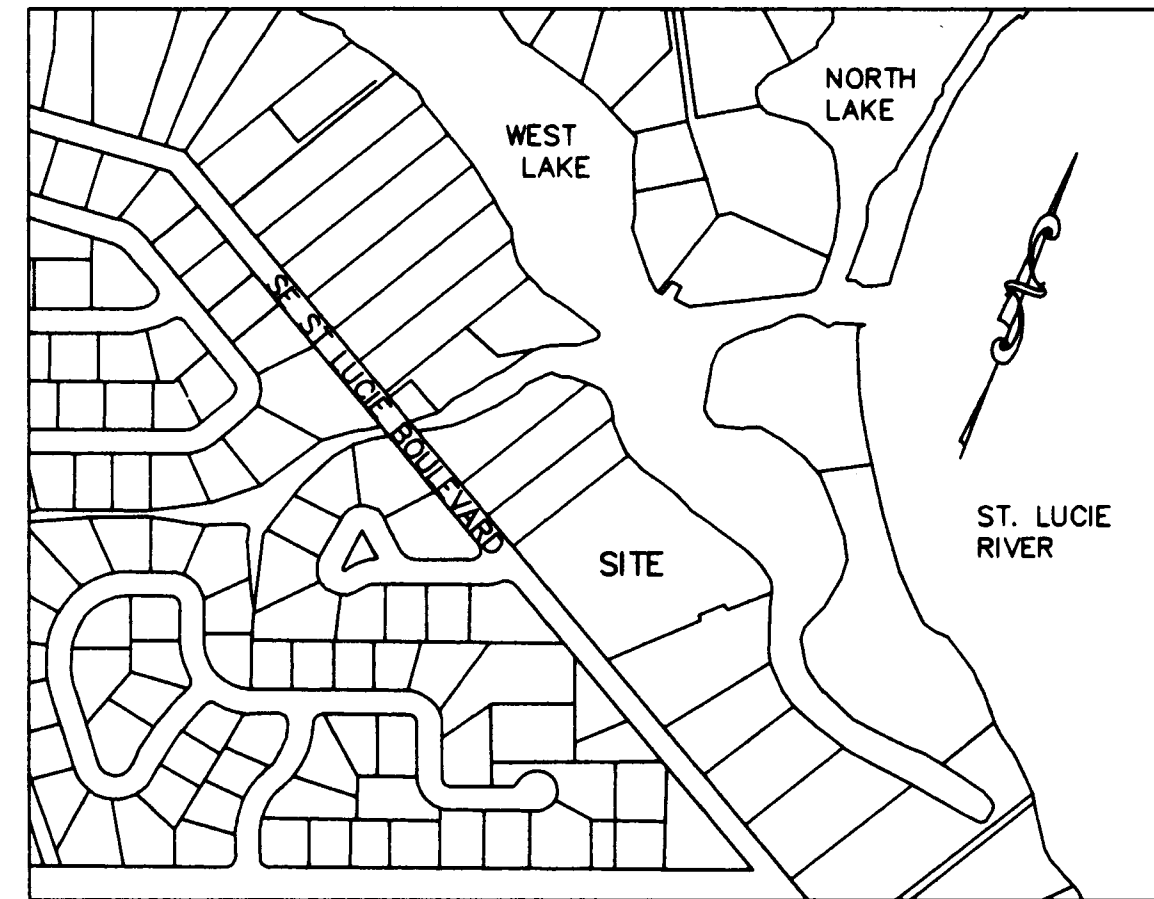 NORTH
LAKE
WEST
LAKE
SE ST LUCIE BOULEVARD
ST. LUCIE
RIVER
SITE